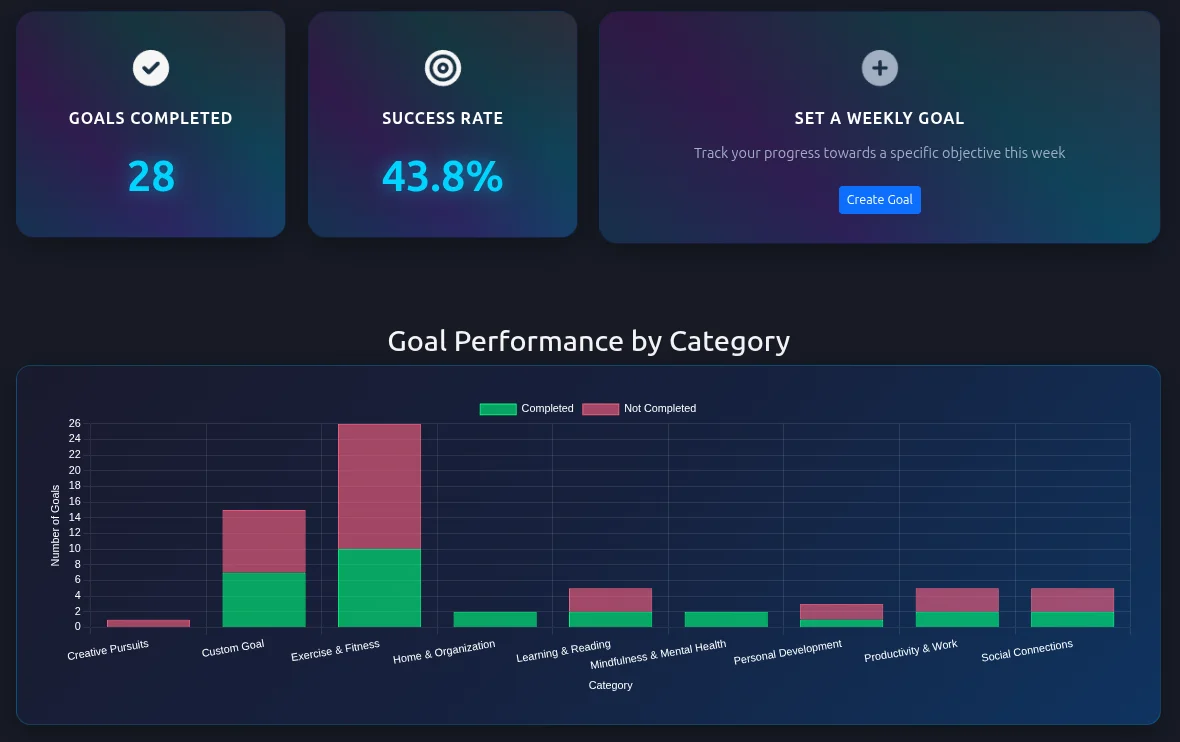 GOALS COMPLETED
28
SUCCESS RATE
43.8%
SET A WEEKLY GOAL
Track your progress towards a specific objective this week
Create Goal
Goal Performance by Category
Completed
Not Completed
Number of Goals
26
24
22
20
18
16
14
12
10
8
6
4
2
0
Creative Pursuits
Custom Goal
Exercise & Fitness
Home & Organization
Learning & Reading
Mindfulness & Mental Health
Personal Development
Productivity & Work
Social Connections
Category